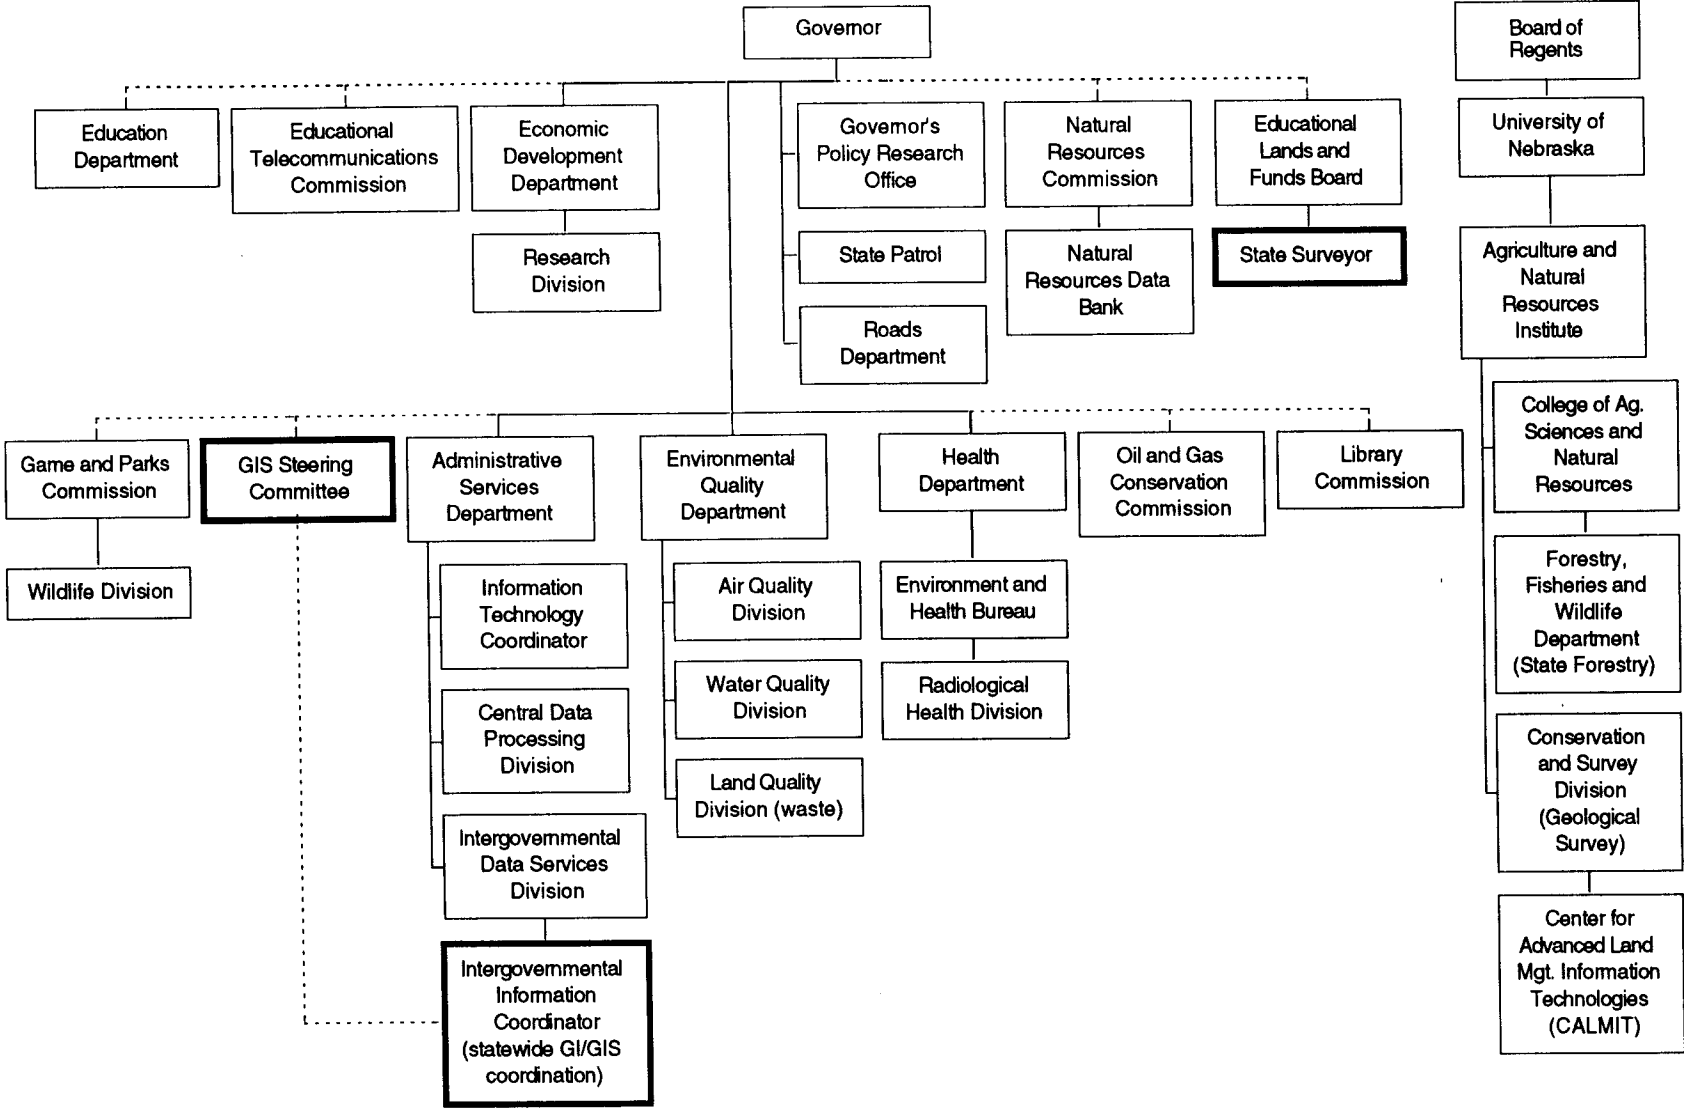 Governor
Board of
Regents
Education
Department
Educational
Telecommunications
Commission
Economic
Development
Department
Research
Division
Governor's
Policy Research
Office
State Patrol
Roads
Department
Natural
Resources
Commission
Natural
Resources Data
Bank
Educational
Lands and
Funds Board
State Surveyor
University of
Nebraska
Agriculture and
Natural
Resources
Institute
College of Ag.
Sciences and
Natural
Resources
Forestry,
Fisheries and
Wildlife
Department
(State Forestry)
Conservation
and Survey
Division
(Geological
Survey)
Center for
Advanced Land
Mgt. Information
Technologies
(CALMIT)
Game and Parks
Commission
Wildlife Division
GIS Steering
Committee
Administrative
Services
Department
Information
Technology
Coordinator
Central Data
Processing
Division
Intergovernmental
Data Services
Division
Intergovernmental
Information
Coordinator
(statewide GI/GIS
coordination)
Environmental
Quality
Department
Air Quality
Division
Water Quality
Division
Land Quality
Division (waste)
Health
Department
Environment and
Health Bureau
Radiological
Health Division
Oil and Gas
Conservation
Commission
Library
Commission